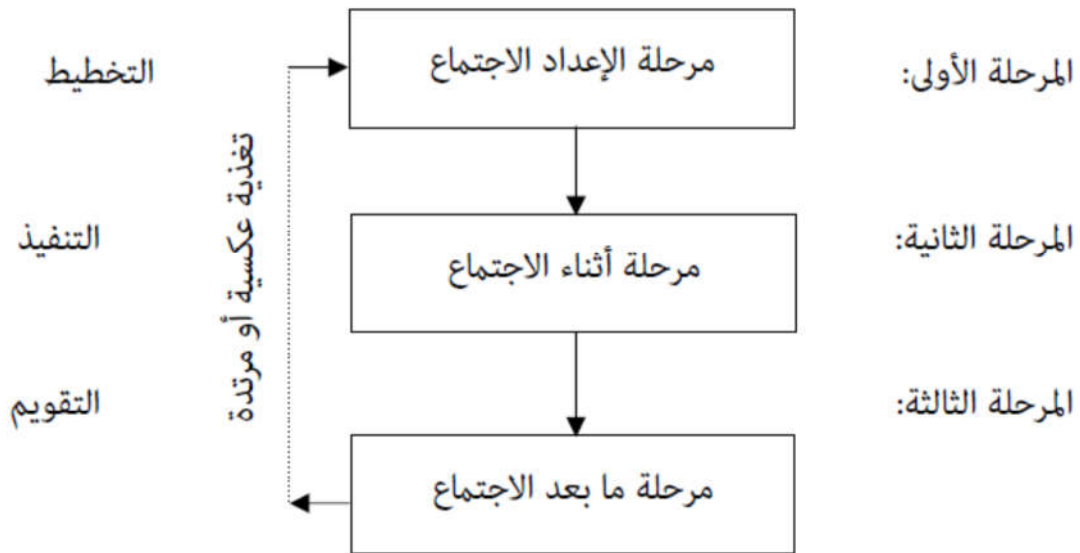 المرحلة الأولى:
مرحلة الإعداد الاجتماع
التخطيط
تغذية عكسية أو مرتدة
المرحلة الثانية:
مرحلة أثناء الاجتماع
التنفيذ
المرحلة الثالثة:
التقويم
مرحلة ما بعد الاجتماع